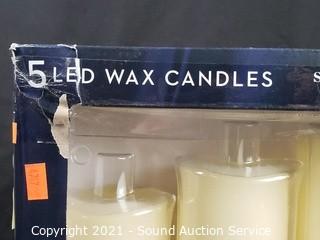 5 LED WAX CANDLES
Copyright 2021 - Sound Auction Service